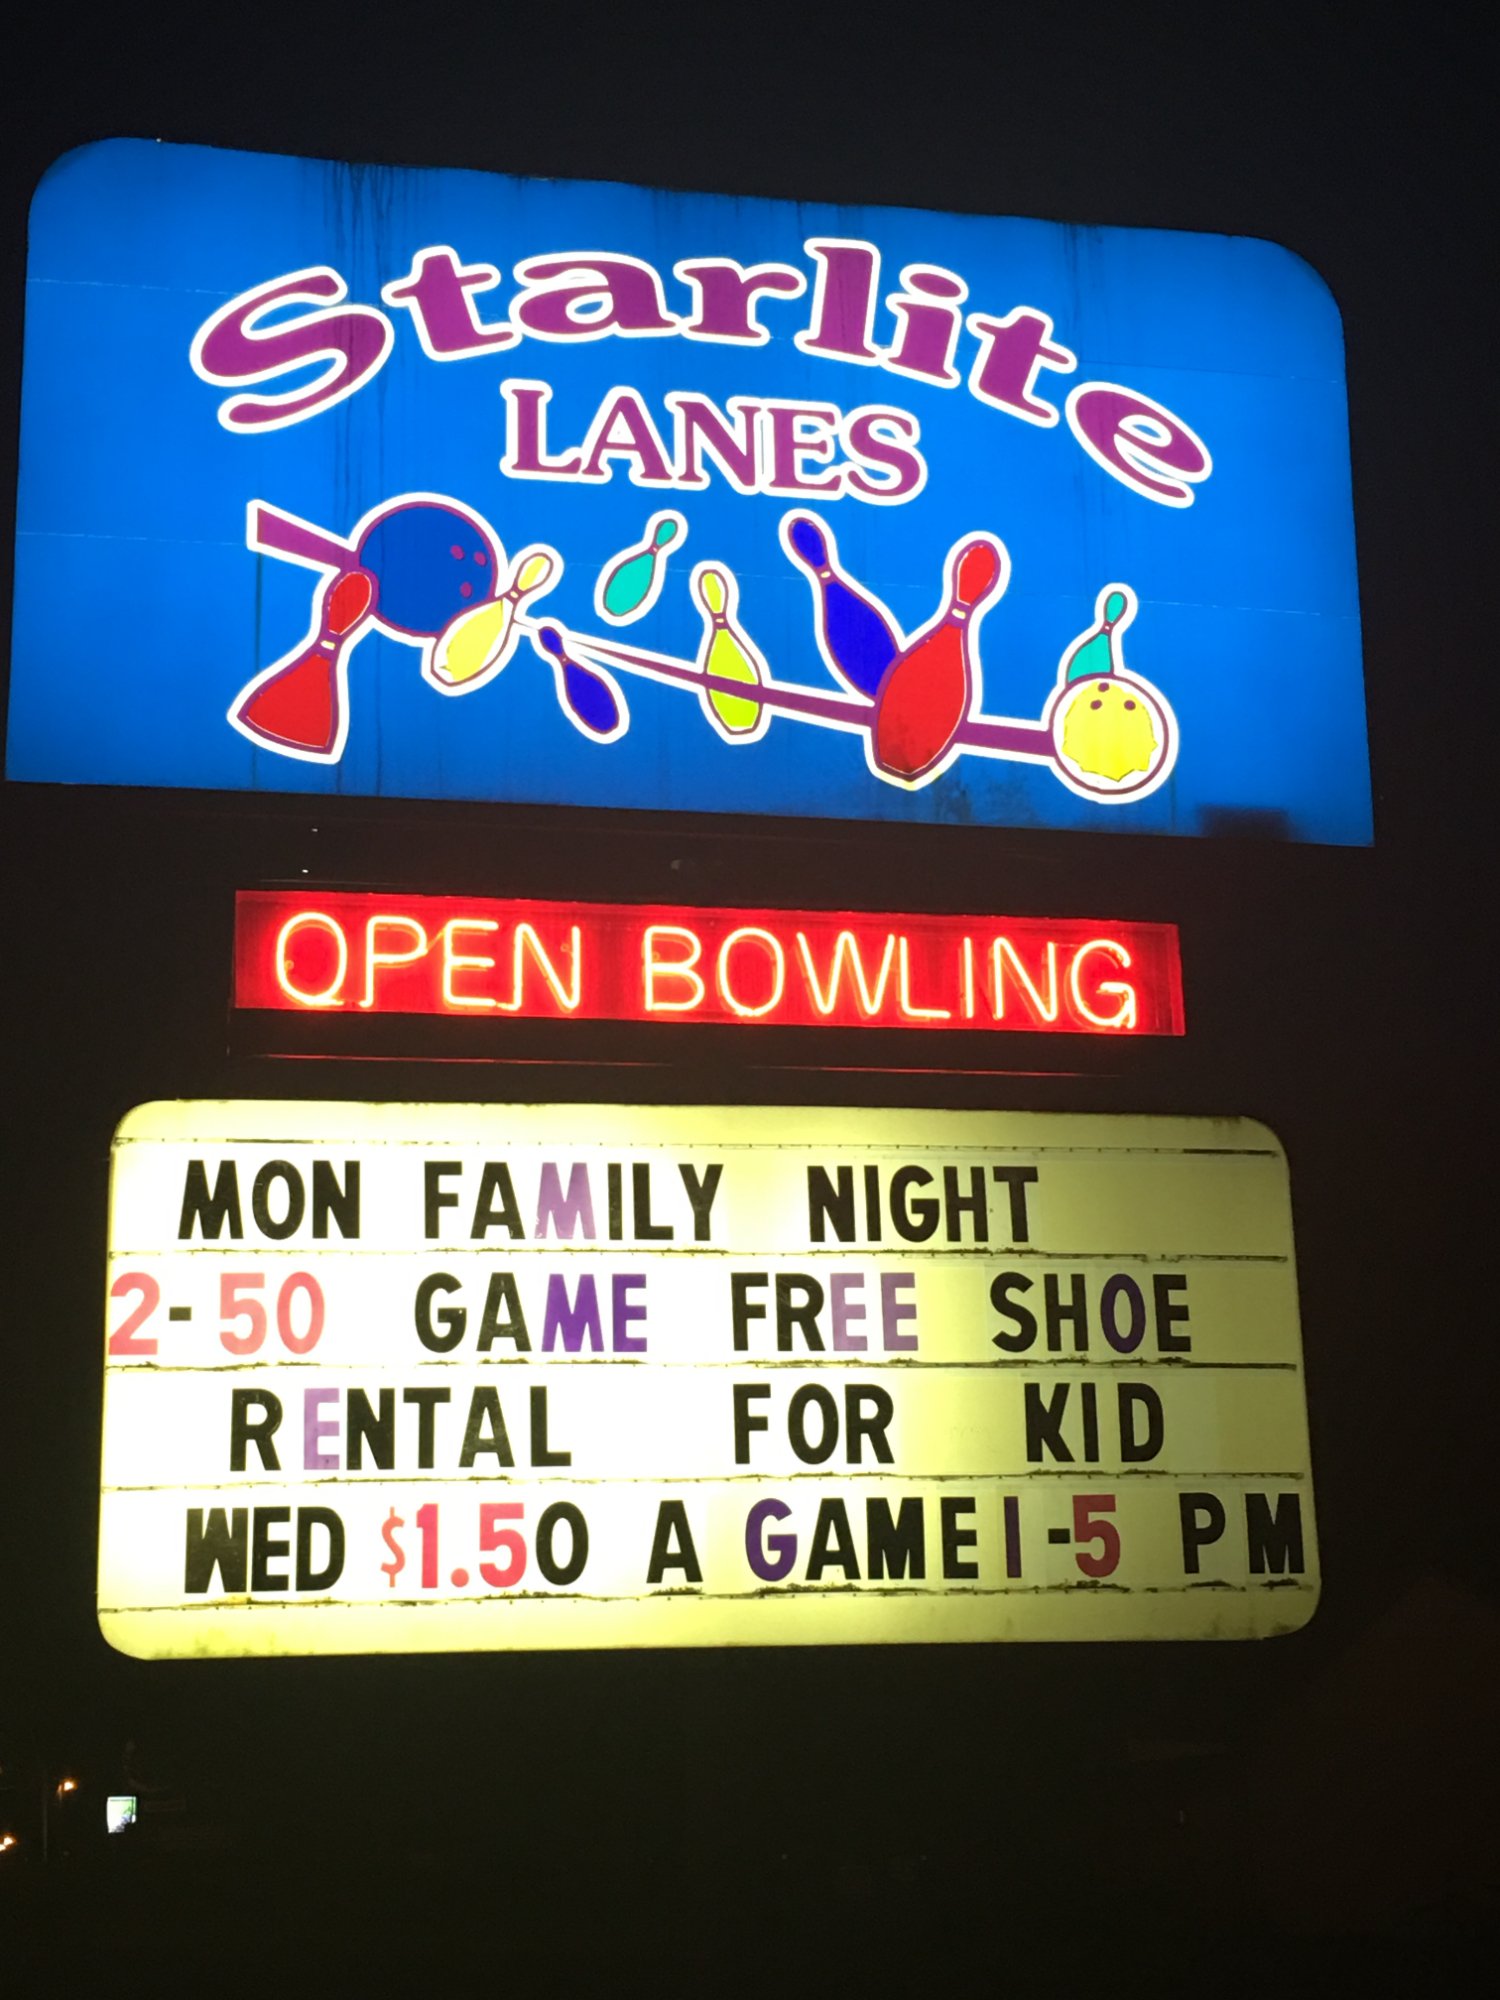 Starlite
LANES
OPEN BOWLING
MON FAMILY NIGHT
2-50 GAME FREE SHOE
RENTAL FOR KID
WED $1.50 A GAME 1-5 PM